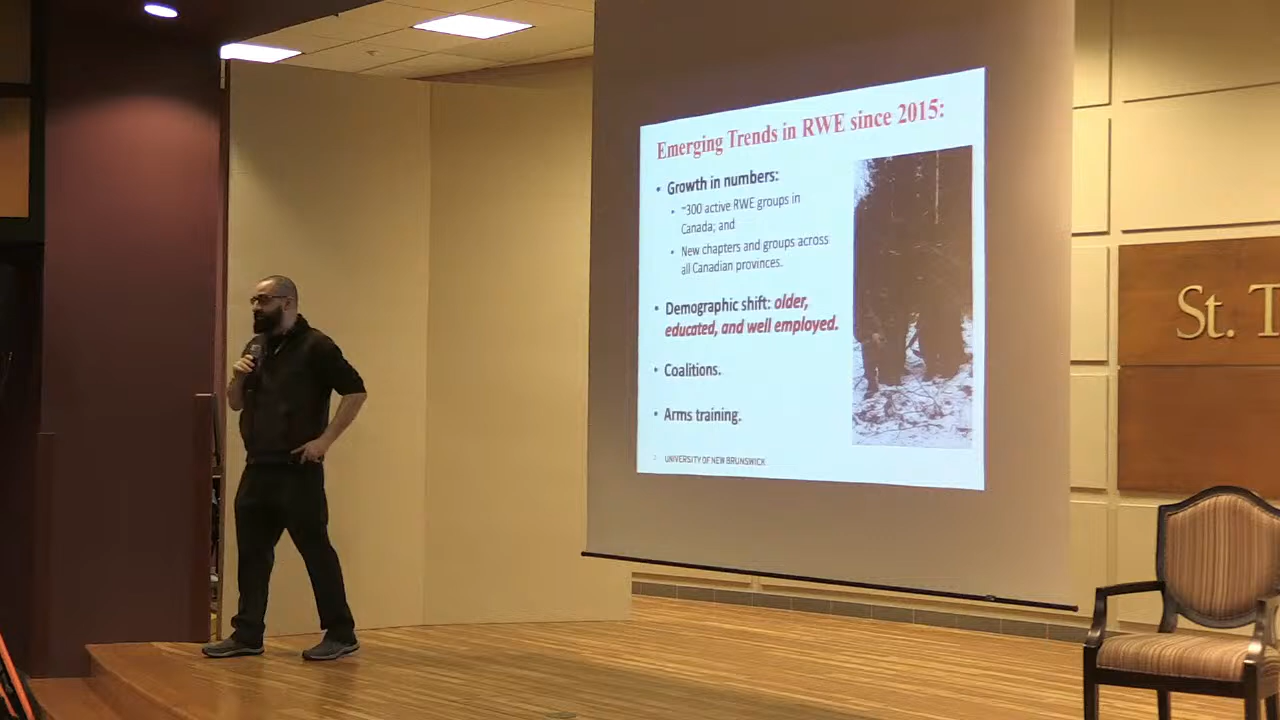 Emerging Trends in RWE since 2015:
• Growth in numbers:
• ~300 active RWE groups in
Canada; and
• New chapters and groups across
all Canadian provinces.
• Demographic shift: older,
educated, and well employed.
• Coalitions.
• Arms training.
UNIVERSITY OF NEW BRUNSWICK
St. T